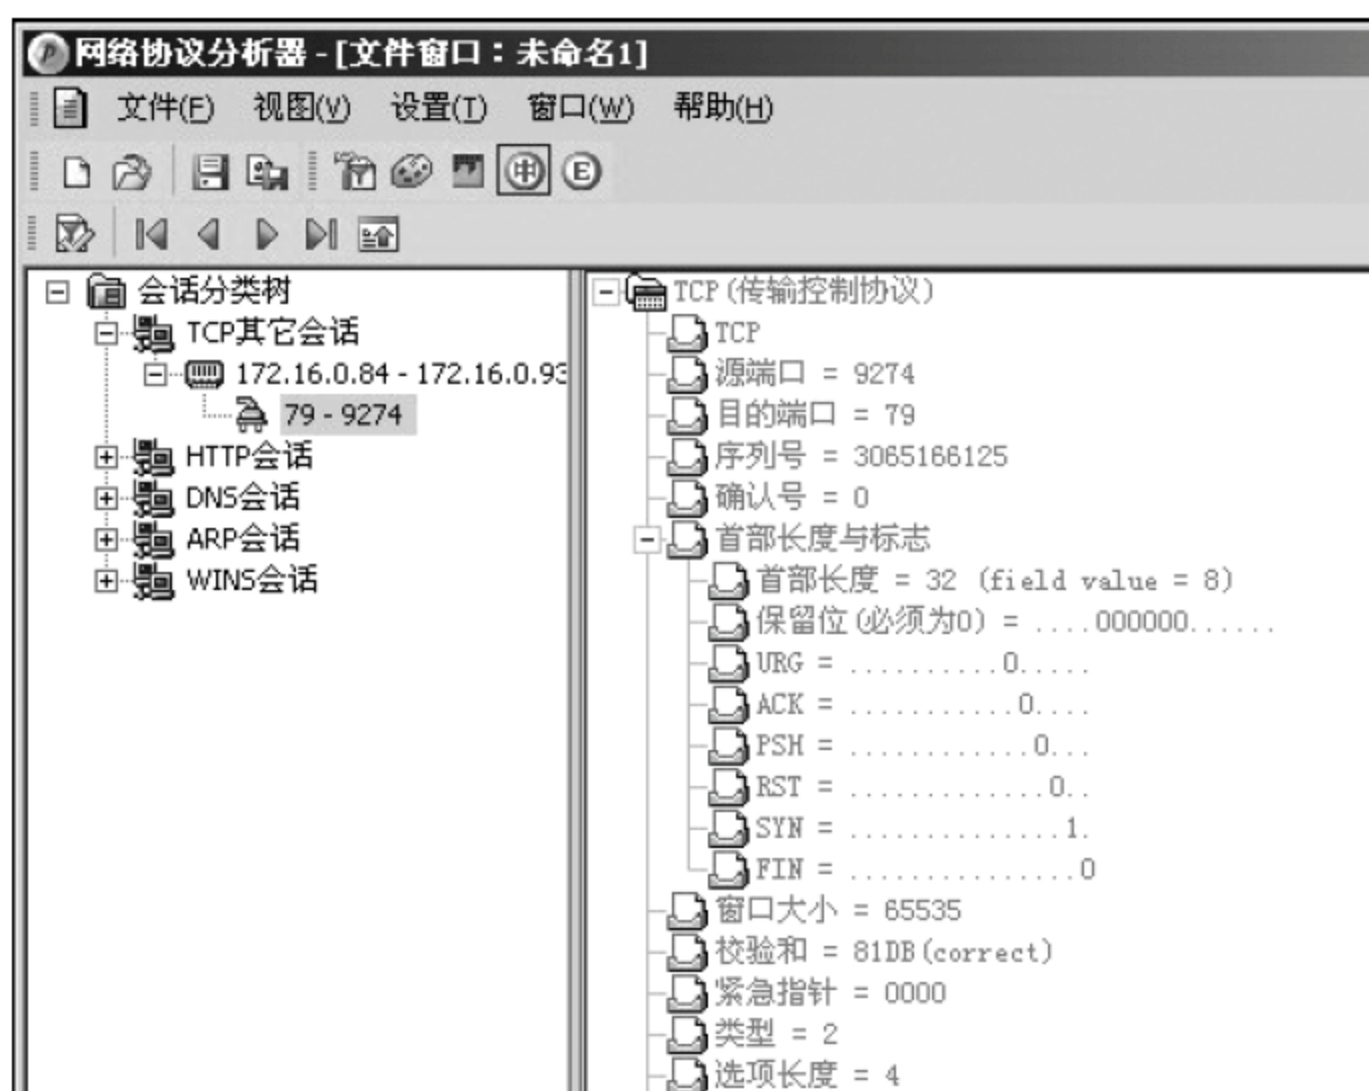 网络协议分析器 - [文件窗口：未命名1]
文件(F) 视图(V) 设置(T) 窗口(W) 帮助(H)
中 E
会话分类树
TCP其它会话
172.16.0.84 - 172.16.0.93
79 - 9274
HTTP会话
DNS会话
ARP会话
WINS会话
TCP(传输控制协议)
TCP
源端口 = 9274
目的端口 = 79
序列号 = 3065166125
确认号 = 0
首部长度与标志
首部长度 = 32 (field value = 8)
保留位(必须为0) = ....000000......
URG = ..........0.....
ACK = ...........0....
PSH = ............0...
RST = .............0..
SYN = ..............1.
FIN = ...............0
窗口大小 = 65535
校验和 = 81DB(correct)
紧急指针 = 0000
类型 = 2
选项长度 = 4